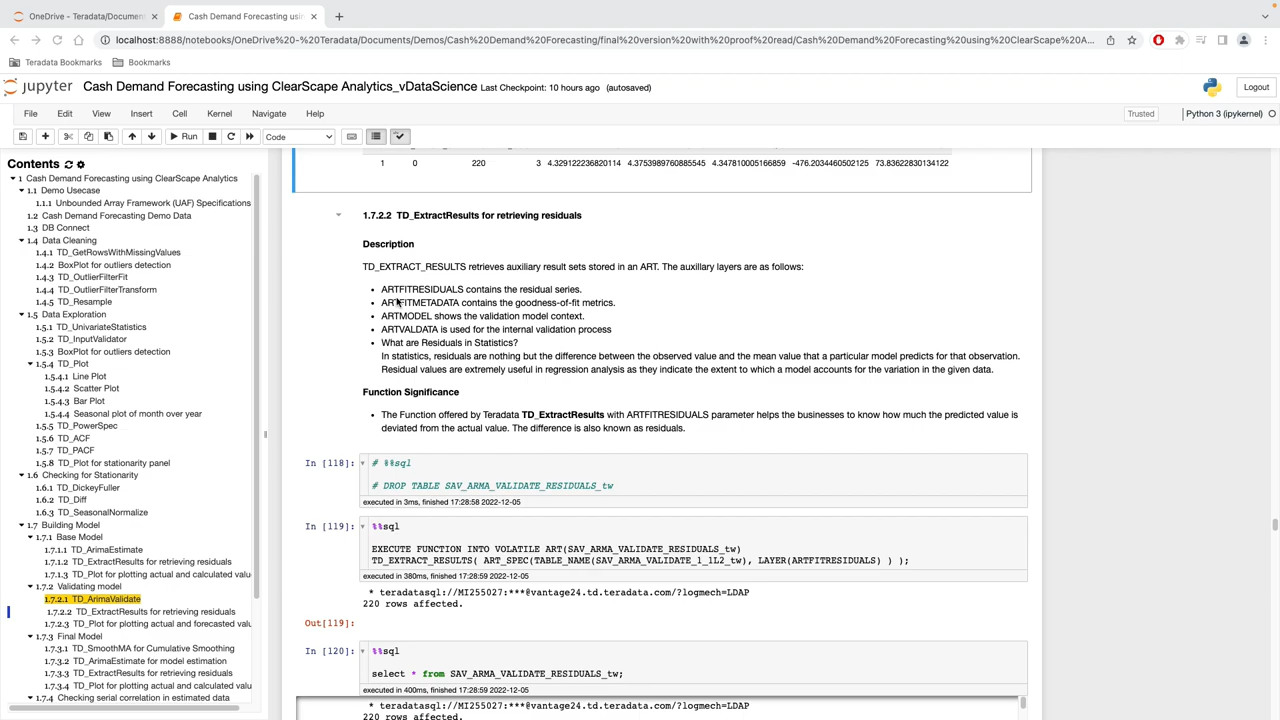 OneDrive - Teradata/Document
Cash Demand Forecasting usin
localhost:8888/notebooks/OneDrive%20-%20Teradata/Documents/Demos/Cash%20Demand%20Forecasting/final%20version%20with%20proof%20read/Cash%20Demand%20Forecasting%20using%20ClearScape%20A...
Teradata Bookmarks
Bookmarks
jupyter
Cash Demand Forecasting using ClearScape Analytics_vDataScience Last Checkpoint: 10 hours ago (autosaved)
Logout
File Edit View Insert Cell Kernel Navigate Help
Trusted
Python 3 (ipykernel)
Run
Code
Contents
1 Cash Demand Forecasting using ClearScape Analytics
1.1 Demo Usecase
1.1.1 Unbounded Array Framework (UAF) Specifications
1.2 Cash Demand Forecasting Demo Data
1.3 DB Connect
1.4 Data Cleaning
1.4.1 TD_GetRowsWithMissingValues
1.4.2 BoxPlot for outliers detection
1.4.3 TD_OutlierFilterFit
1.4.4 TD_OutlierFilterTransform
1.4.5 TD_Resample
1.5 Data Exploration
1.5.1 TD_UnivariateStatistics
1.5.2 TD_InputValidator
1.5.3 BoxPlot for outliers detection
1.5.4 TD_Plot
1.5.4.1 Line Plot
1.5.4.2 Scatter Plot
1.5.4.3 Bar Plot
1.5.4.4 Seasonal plot of month over year
1.5.5 TD_PowerSpec
1.5.6 TD_ACF
1.5.7 TD_PACF
1.5.8 TD_Plot for stationarity panel
1.6 Checking for Stationarity
1.6.1 TD_DickeyFuller
1.6.2 TD_Diff
1.6.3 TD_SeasonalNormalize
1.7 Building Model
1.7.1 Base Model
1.7.1.1 TD_ArimaEstimate
1.7.1.2 TD_ExtractResults for retrieving residuals
1.7.1.3 TD_Plot for plotting actual and calculated valu
1.7.2 Validating model
1.7.2.1 TD_ArimaValidate
1.7.2.2 TD_ExtractResults for retrieving residuals
1.7.2.3 TD_Plot for plotting actual and forecasted valu
1.7.3 Final Model
1.7.3.1 TD_SmoothMA for Cumulative Smoothing
1.7.3.2 TD_ArimaEstimate for model estimation
1.7.3.3 TD_ExtractResults for retrieving residuals
1.7.3.4 TD_Plot for plotting actual and calculated valu
1.7.4 Checking serial correlation in estimated data
1 0 220 3 4.329122236820114 4.3753989760885545 4.347810005166859 -476.2034460502125 73.83622830134122
1.7.2.2 TD_ExtractResults for retrieving residuals
Description
TD_EXTRACT_RESULTS retrieves auxiliary result sets stored in an ART. The auxillary layers are as follows:
• ARTFITRESIDUALS contains the residual series.
• ARTFITMETADATA contains the goodness-of-fit metrics.
• ARTMODEL shows the validation model context.
• ARTVALDATA is used for the internal validation process
• What are Residuals in Statistics?
In statistics, residuals are nothing but the difference between the observed value and the mean value that a particular model predicts for that observation.
Residual values are extremely useful in regression analysis as they indicate the extent to which a model accounts for the variation in the given data.
Function Significance
• The Function offered by Teradata TD_ExtractResults with ARTFITRESIDUALS parameter helps the businesses to know how much the predicted value is
deviated from the actual value. The difference is also known as residuals.
In [118]: # %%sql
# DROP TABLE SAV_ARMA_VALIDATE_RESIDUALS_tw
executed in 3ms, finished 17:28:58 2022-12-05
In [119]: %%sql
EXECUTE FUNCTION INTO VOLATILE ART(SAV_ARMA_VALIDATE_RESIDUALS_tw)
TD_EXTRACT_RESULTS( ART_SPEC(TABLE_NAME(SAV_ARMA_VALIDATE_1_1L2_tw), LAYER(ARTFITRESIDUALS) ) );
executed in 380ms, finished 17:28:59 2022-12-05
* teradatasql://MI255027:***@vantage24.td.teradata.com/?logmech=LDAP
220 rows affected.
Out[119]:
In [120]: %%sql
select * from SAV_ARMA_VALIDATE_RESIDUALS_tw;
executed in 400ms, finished 17:28:59 2022-12-05
* teradatasql://MI255027:***@vantage24.td.teradata.com/?logmech=LDAP
220 rows affected.